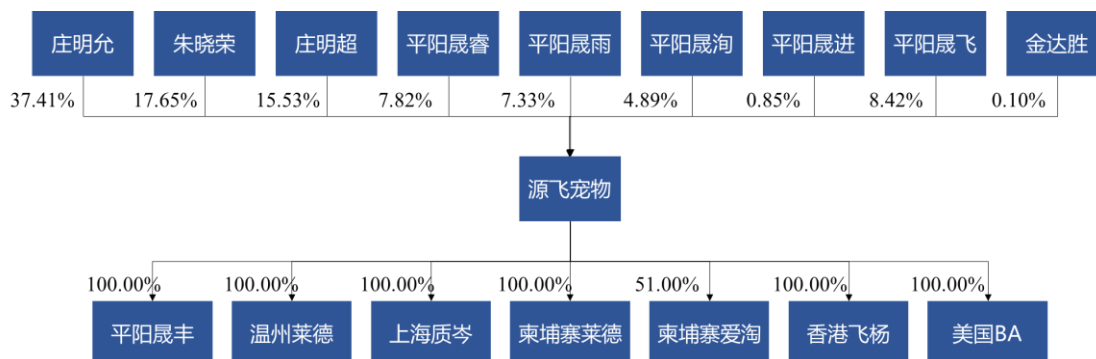 庄明允 朱晓荣 庄明超 平阳晟睿 平阳晟雨 平阳晟洵 平阳晟进 平阳晟飞 金达胜
37.41% 17.65% 15.53% 7.82% 7.33% 4.89% 0.85% 8.42% 0.10%
源飞宠物
100.00% 100.00% 100.00% 100.00% 51.00% 100.00% 100.00%
平阳晟丰 温州莱德 上海质岑 柬埔寨莱德 柬埔寨爱淘 香港飞杨 美国BA